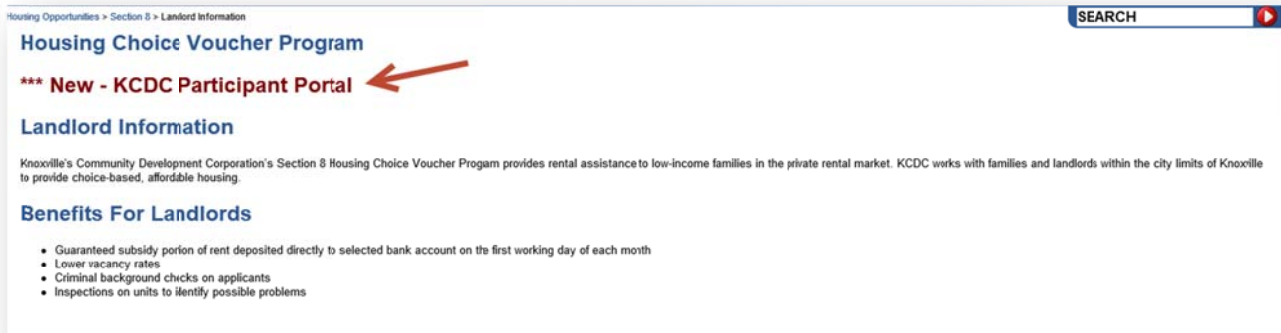 Housing Opportunities > Section 8 > Landlord Information
SEARCH
Housing Choice Voucher Program
*** New - KCDC Participant Portal
Landlord Information
Knoxville's Community Development Corporation's Section 8 Housing Choice Voucher Progam provides rental assistance to low-income families in the private rental market. KCDC works with families and landlords within the city limits of Knoxville
to provide choice-based, affordable housing.
Benefits For Landlords
• Guaranteed subsidy porion of rent deposited directly to selected bank account on the first working day of each month
• Lower vacancy rates
• Criminal background checks on applicants
• Inspections on units to identify possible problems